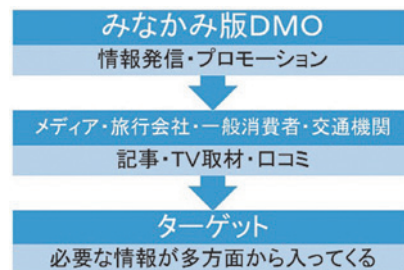 みなかみ版DMO
情報発信・プロモーション
メディア・旅行会社・一般消費者・交通機関
記事・TV取材・口コミ
ターゲット
必要な情報が多方面から入ってくる